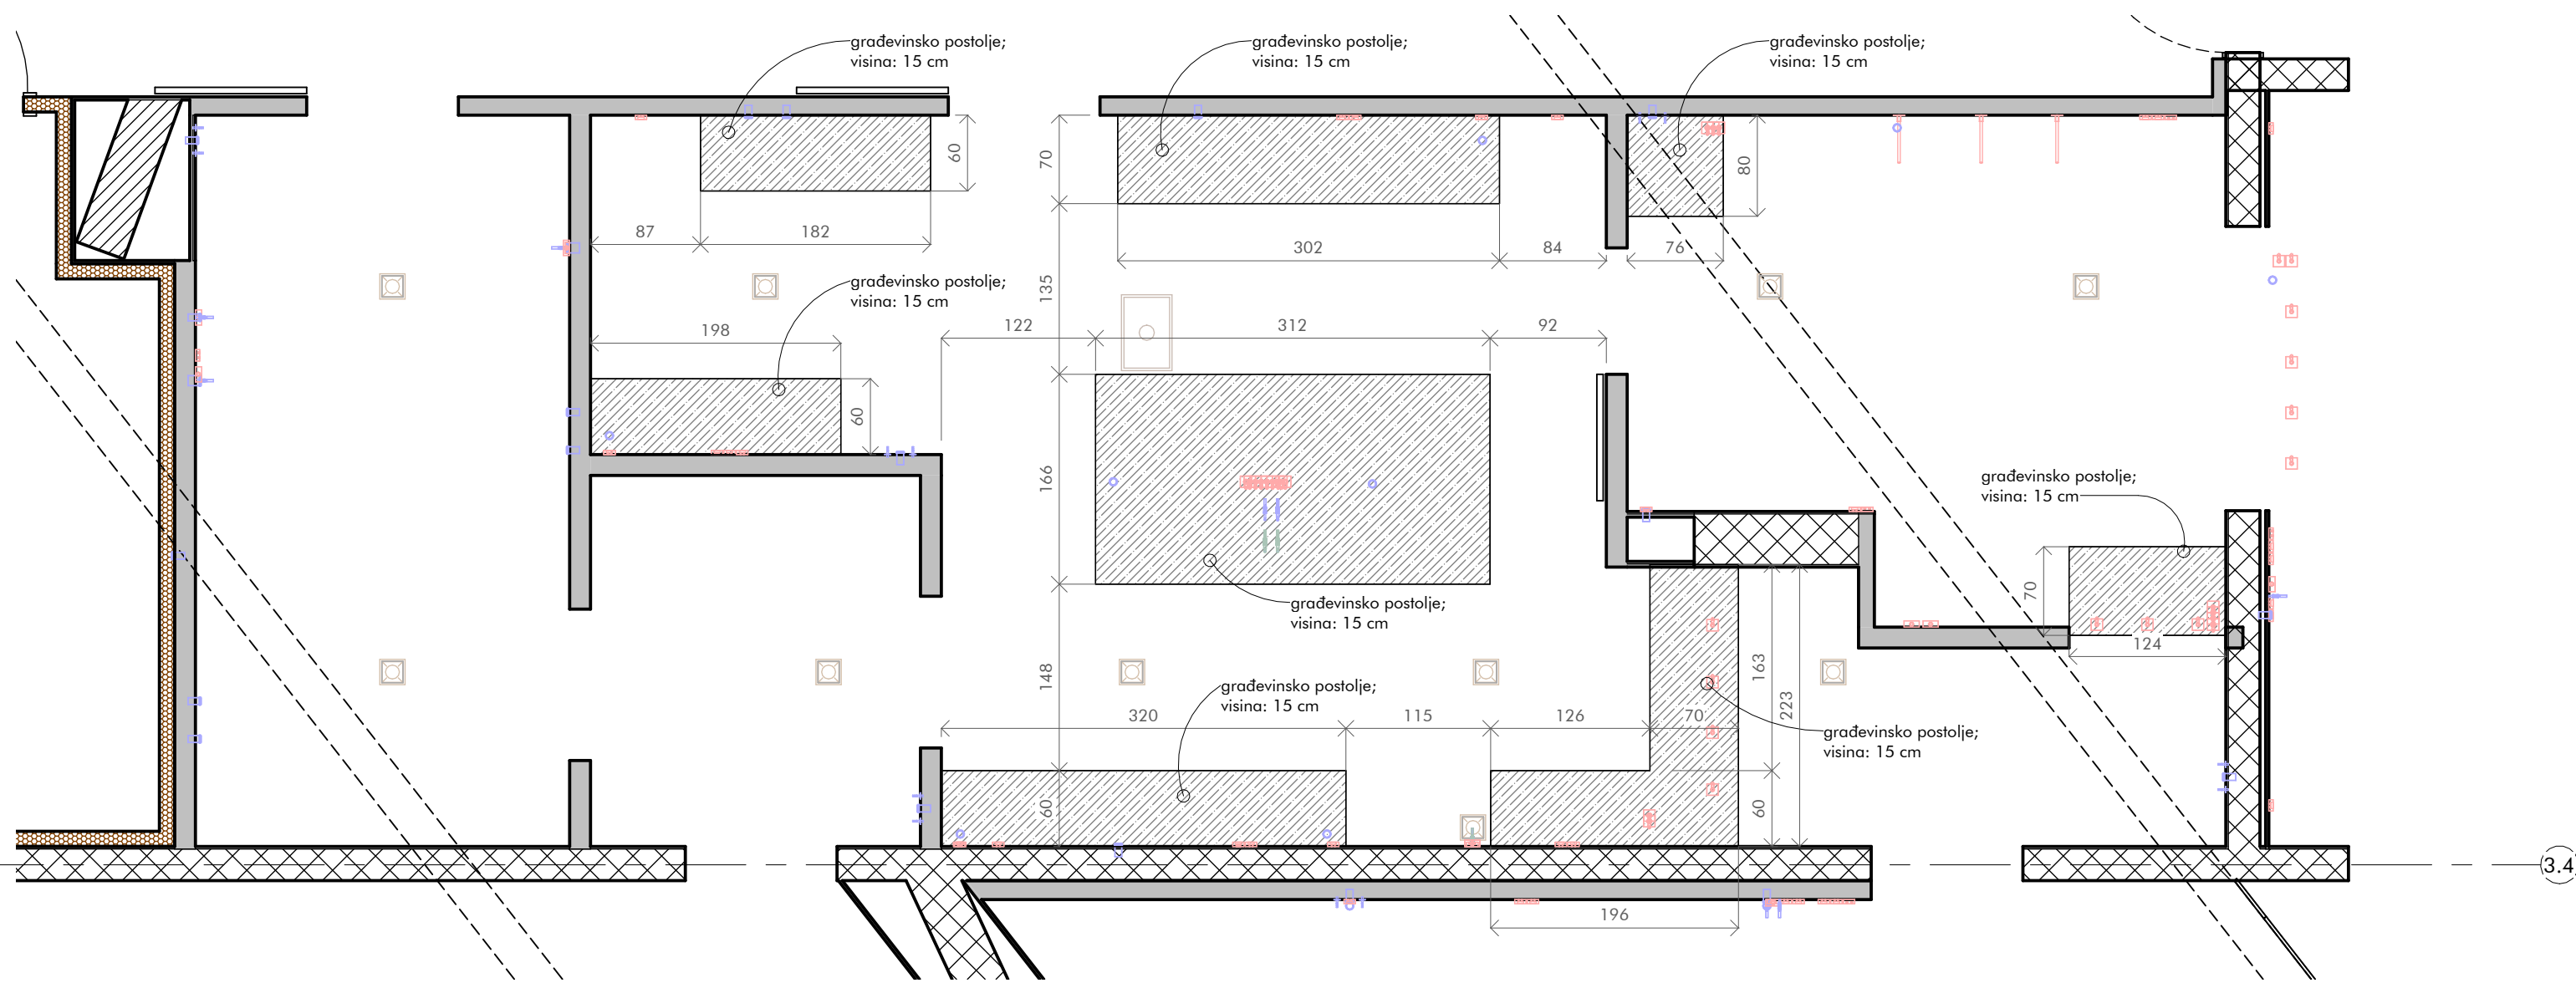 građevinsko postolje;
visina: 15 cm
građevinsko postolje;
visina: 15 cm
građevinsko postolje;
visina: 15 cm
60
70
80
87
182
302
84
76
135
građevinsko postolje;
visina: 15 cm
198
122
312
92
60
166
građevinsko postolje;
visina: 15 cm
70
građevinsko postolje;
visina: 15 cm
124
148
163
223
građevinsko postolje;
visina: 15 cm
320
115
126
70
građevinsko postolje;
visina: 15 cm
60
60
3.4
196